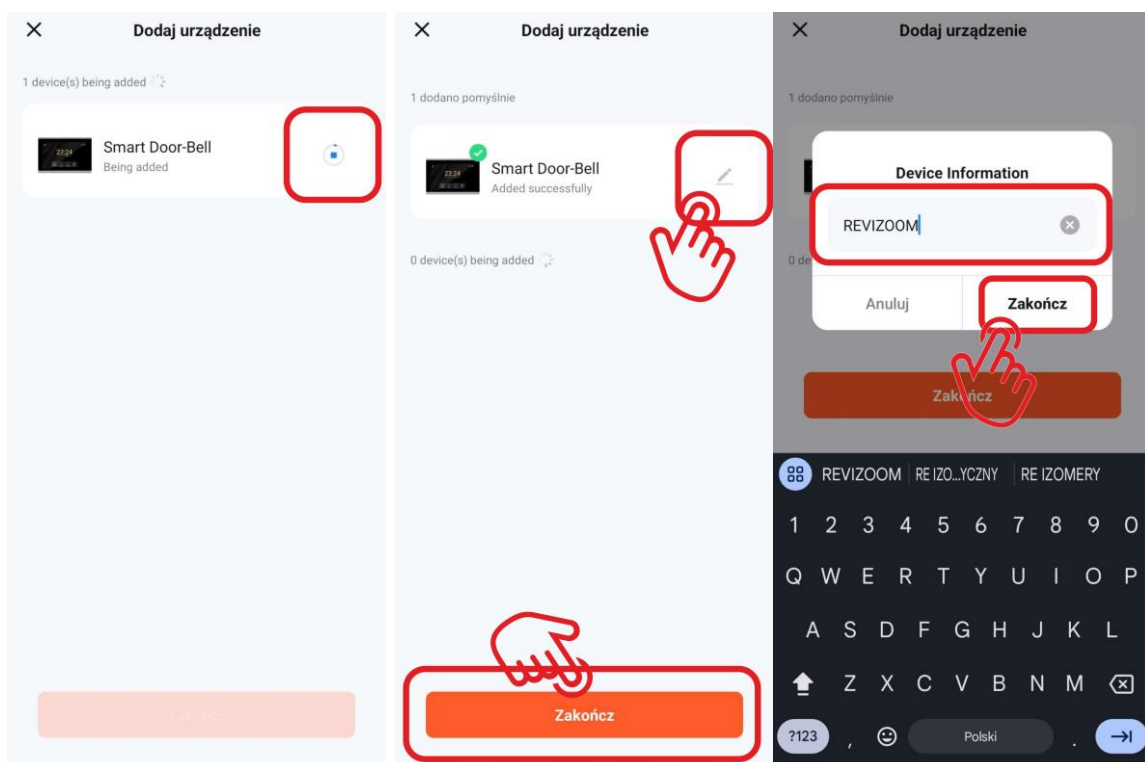 Dodaj urządzenie
1 device(s) being added
23:24
Smart Door-Bell
Being added
Zakończ
Dodaj urządzenie
1 dodano pomyślnie
23:24
Smart Door-Bell
Added successfully
0 device(s) being added
Zakończ
Dodaj urządzenie
1 dodano pomyślnie
Device Information
REVIZOOM
0 de
Anuluj
Zakończ
Zakończ
REVIZOOM
RE IZO...YCZNY
RE IZOMERY
1 2 3 4 5 6 7 8 9 0
Q W E R T Y U I O P
A S D F G H J K L
Z X C V B N M
?123 , Polski .